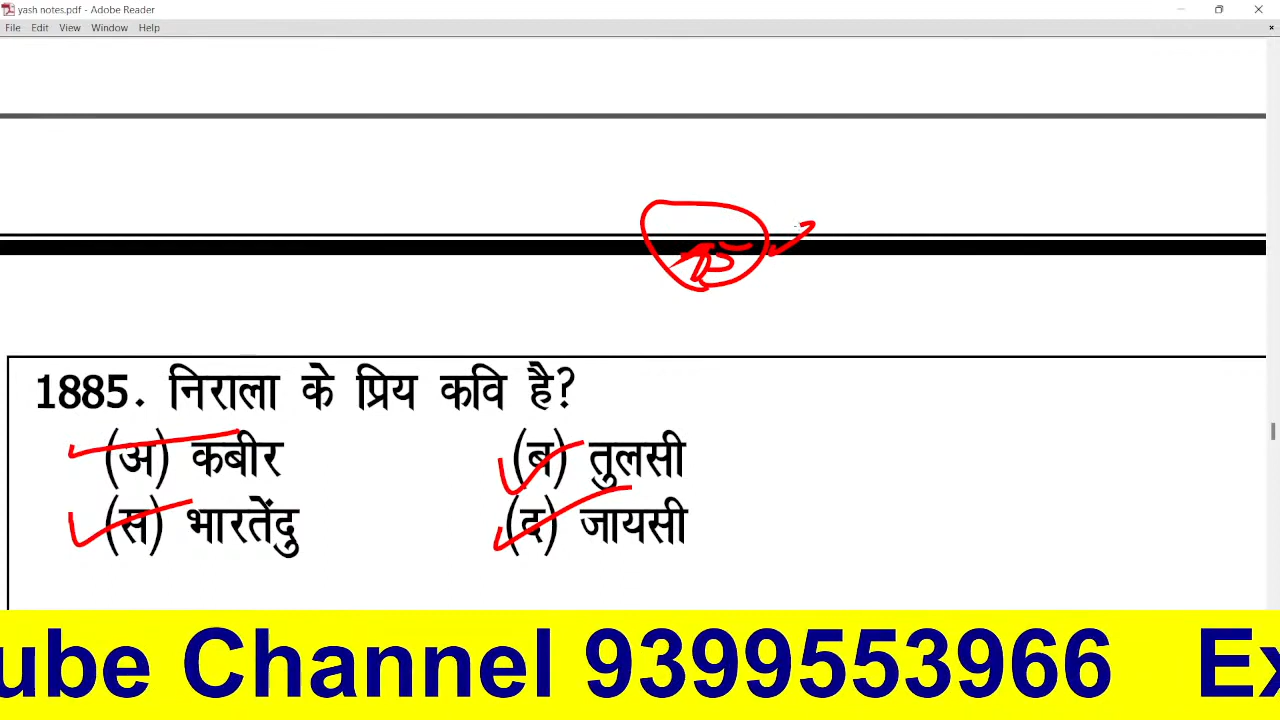 yash notes.pdf - Adobe Reader
File Edit View Window Help
1885. निराला के प्रिय कवि है?
(अ) कबीर (ब) तुलसी
(स) भारतेंदु (द) जायसी
ube Channel 9399553966 Ex